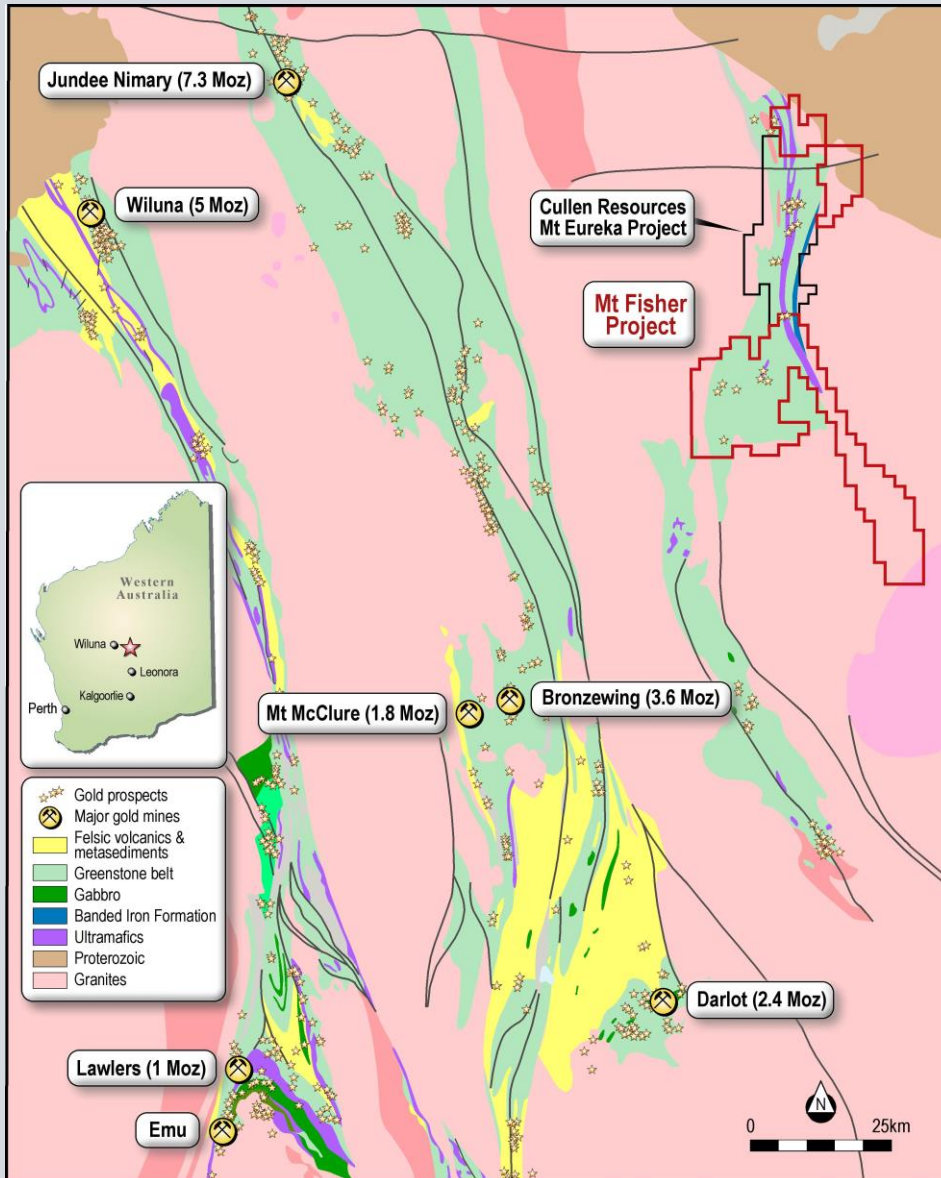 Jundee Nimary (7.3 Moz)
Wiluna (5 Moz)
Cullen Resources
Mt Eureka Project
Mt Fisher
Project
Western
Australia
Wiluna
Leonora
Kalgoorlie
Perth
Mt McClure (1.8 Moz)
Bronzewing (3.6 Moz)
Gold prospects
Major gold mines
Felsic volcanics &
metasediments
Greenstone belt
Gabbro
Banded Iron Formation
Ultramafics
Proterozoic
Granites
Darlot (2.4 Moz)
Lawlers (1 Moz)
Emu
N
0 25km